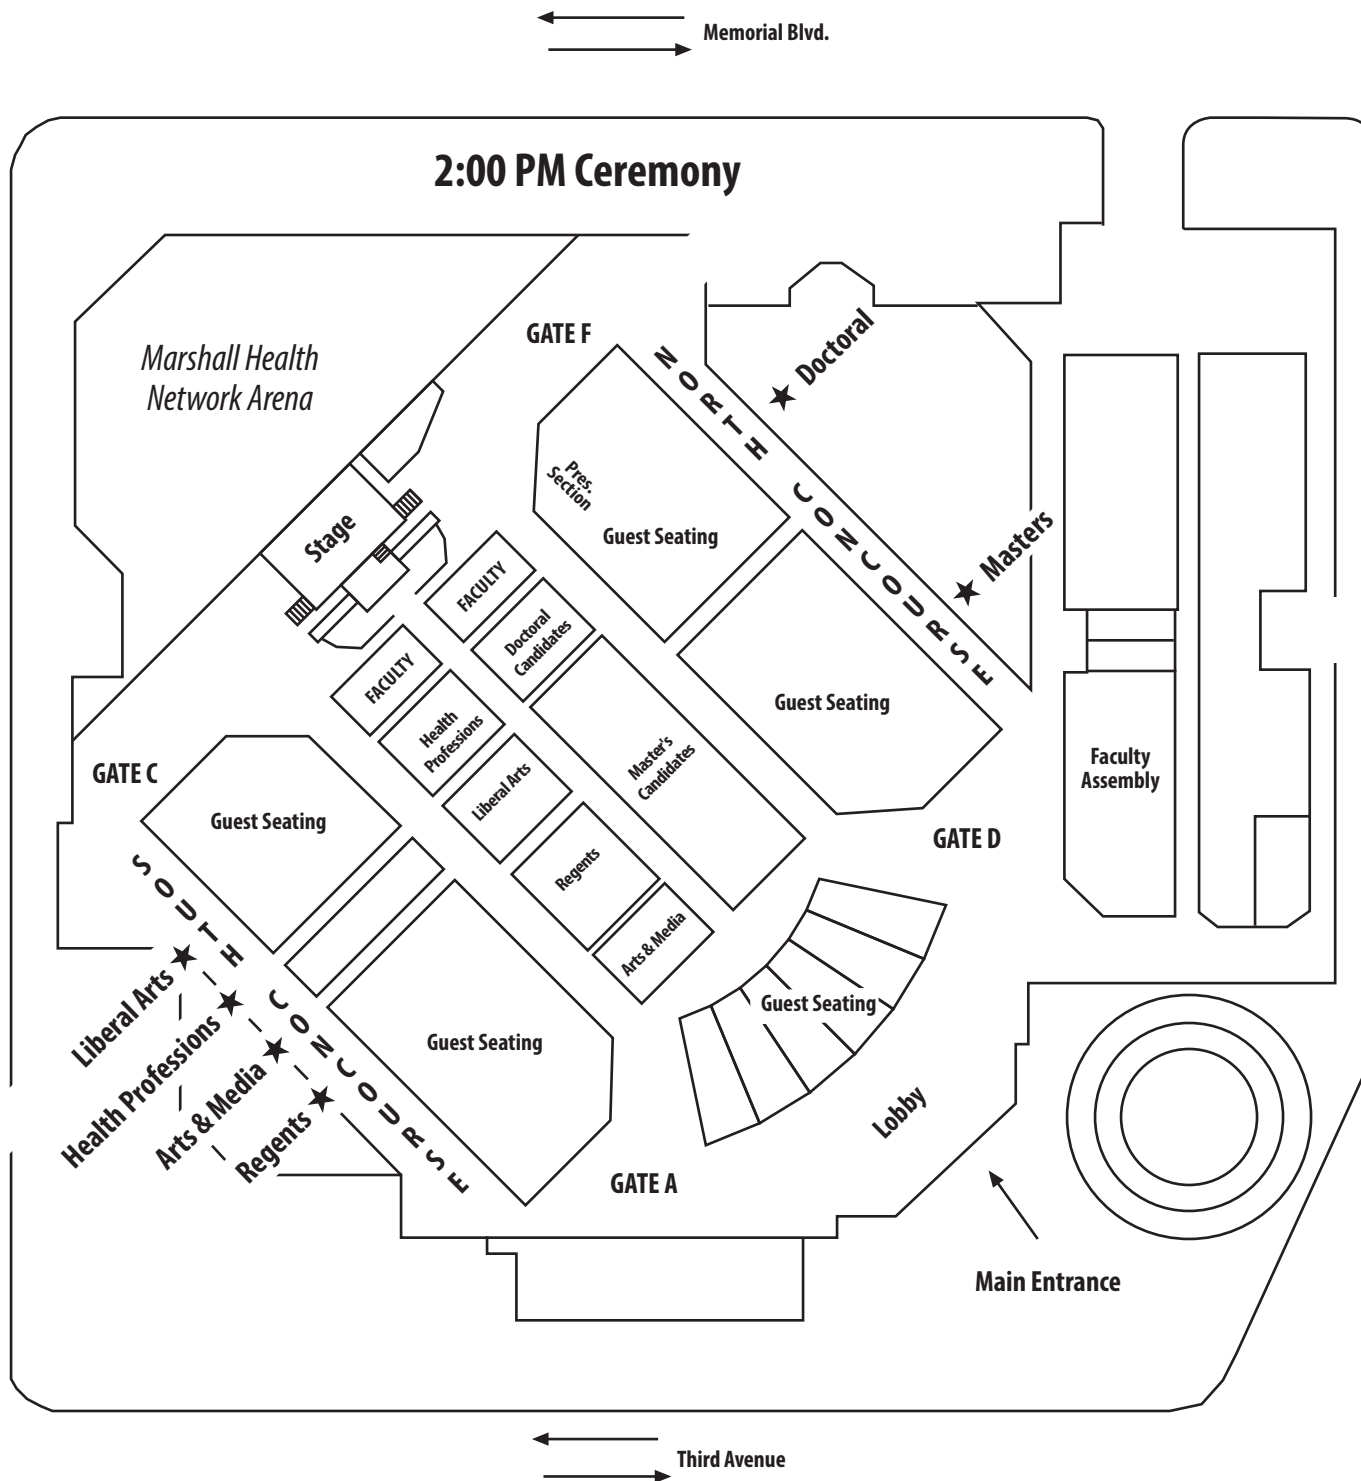 Memorial Blvd.
2:00 PM Ceremony
Marshall Health
Network Arena
GATE F
NORTH CONCOURSE
Doctoral
Masters
Pres.
Section
Guest Seating
Stage
FACULTY
Doctoral
Candidates
FACULTY
Health
Professions
Liberal Arts
Master's
Candidates
Regents
Arts & Media
Guest Seating
Faculty
Assembly
GATE C
Guest Seating
GATE D
SOUTH CONCOURSE
Liberal Arts
Health Professions
Arts & Media
Regents
Guest Seating
Guest Seating
Lobby
GATE A
Main Entrance
Third Avenue